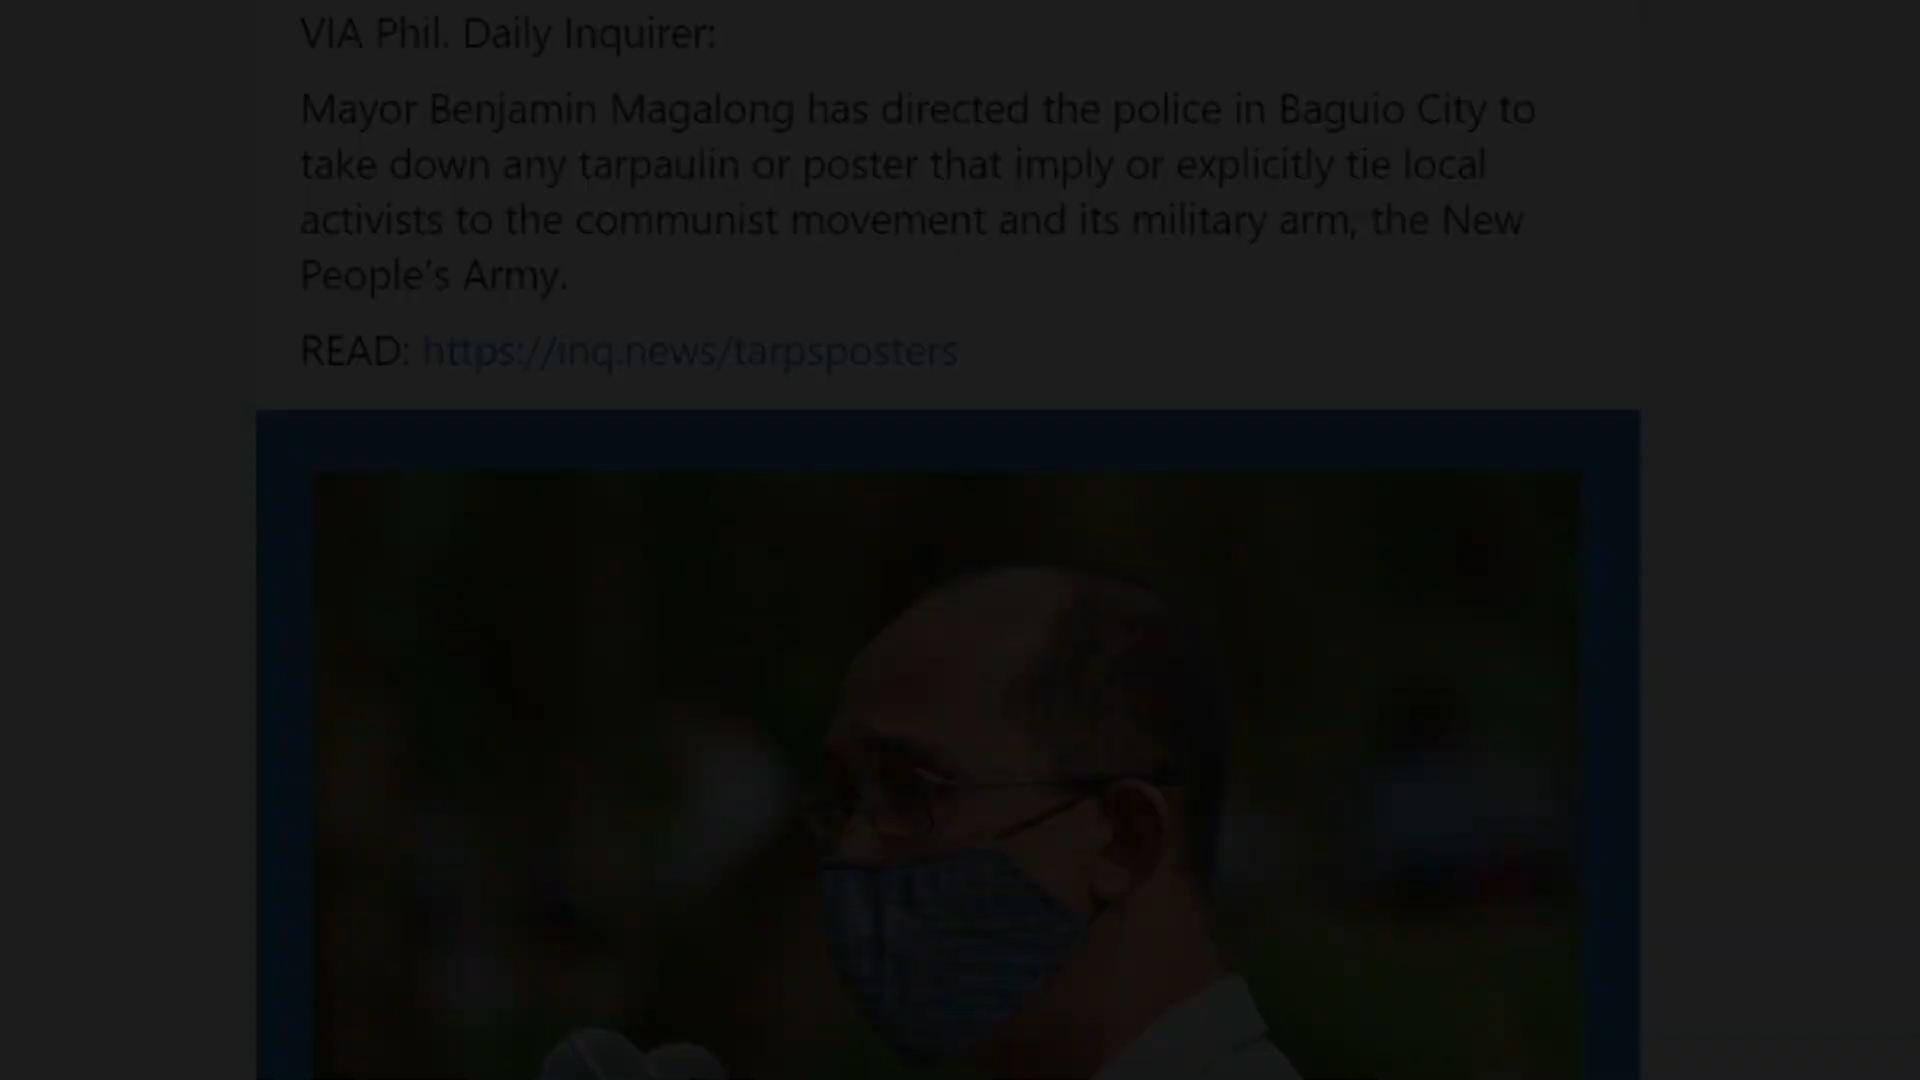 VIA Phil. Daily Inquirer:
Mayor Benjamin Magalong has directed the police in Baguio City to
take down any tarpaulin or poster that imply or explicitly tie local
activists to the communist movement and its military arm, the New
People's Army.
READ: https://inq.news/tarpsposters